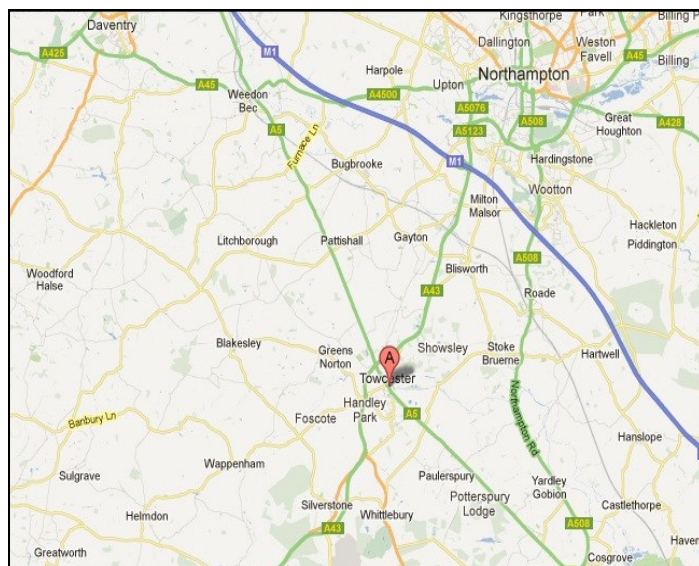 Kingsthorpe
Park
Billing P
Daventry
Dallington
Weston
Favell
A45
A425
M1
Harpole
Billing
A45
Upton
Northampton
Weedon
Bec
A4500
A5076
A508
Great
Houghton
A428
A5
Furnace Ln
A5123
Bugbrooke
M1
Hardingstone
Wootton
Milton
Malsor
Hackleton
Piddington
Litchborough
Pattishall
Gayton
A508
Woodford
Halse
Blisworth
A43
Roade
Blakesley
Greens
Norton
A
Showsley
Stoke
Bruerne
Hartwell
Towcester
Handley
Park
Northampton Rd
Banbury Ln
Foscote
A5
Hanslope
Wappenham
Sulgrave
Paulerspury
Yardley
Gobion
Potterspury
Lodge
Silverstone
Castlethorpe
Helmdon
Whittlebury
A43
A508
Haver
Greatworth
Cosgrove